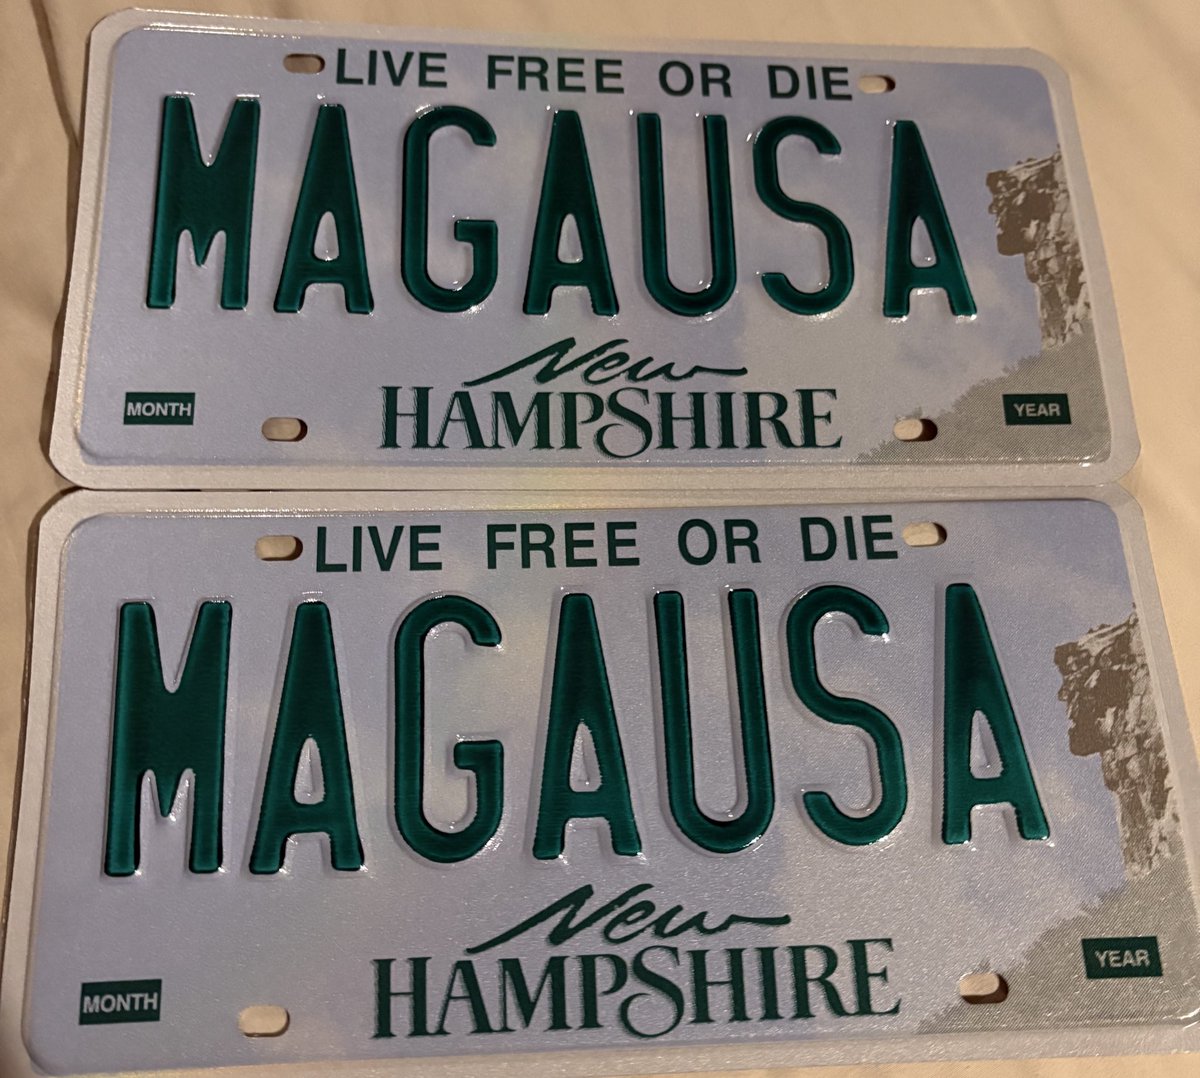 LIVE FREE OR DIE
MAGAUSA
New
HAMPSHIRE
MONTH
YEAR
LIVE FREE OR DIE
MAGAUSA
New
HAMPSHIRE
MONTH
YEAR